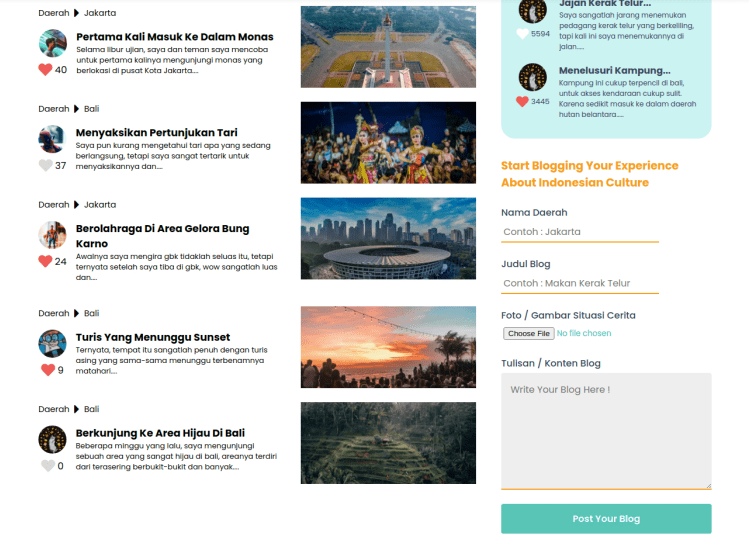 Daerah Jakarta
Pertama Kali Masuk Ke Dalam Monas
Selama libur ujian, saya dan teman saya mencoba
untuk pertama kalinya mengunjungi monas yang
berlokasi di pusat Kota Jakarta....
40
Daerah Bali
Menyaksikan Pertunjukan Tari
Saya pun kurang mengetahui tari apa yang sedang
berlangsung, tetapi saya sangat tertarik untuk
menyaksikannya dan....
37
Daerah Jakarta
Berolahraga Di Area Gelora Bung
Karno
Awalnya saya mengira gbk tidaklah seluas itu, tetapi
ternyata setelah saya tiba di gbk, wow sangatlah luas
dan....
24
Daerah Bali
Turis Yang Menunggu Sunset
Ternyata, tempat itu sangatlah penuh dengan turis
asing yang sama-sama menunggu terbenamnya
matahari....
9
Daerah Bali
Berkunjung Ke Area Hijau Di Bali
Beberapa minggu yang lalu, saya mengunjungi
sebuah area yang sangat hijau di bali, areanya terdiri
dari terasering berbukit-bukit dan banyak....
0
Jajan Kerak Telur...
Saya sangatlah jarang menemukan
pedagang kerak telur yang berkeliling,
tapi kali ini saya menemukannya di
jalan.....
5594
Menelusuri Kampung...
Kampung ini cukup terpencil di bali,
untuk akses kendaraan cukup sulit.
Karena sedikit masuk ke dalam daerah
hutan belantara.....
3445
Start Blogging Your Experience
About Indonesian Culture
Nama Daerah
Contoh : Jakarta
Judul Blog
Contoh : Makan Kerak Telur
Foto / Gambar Situasi Cerita
Choose File No file chosen
Tulisan / Konten Blog
Write Your Blog Here !
Post Your Blog